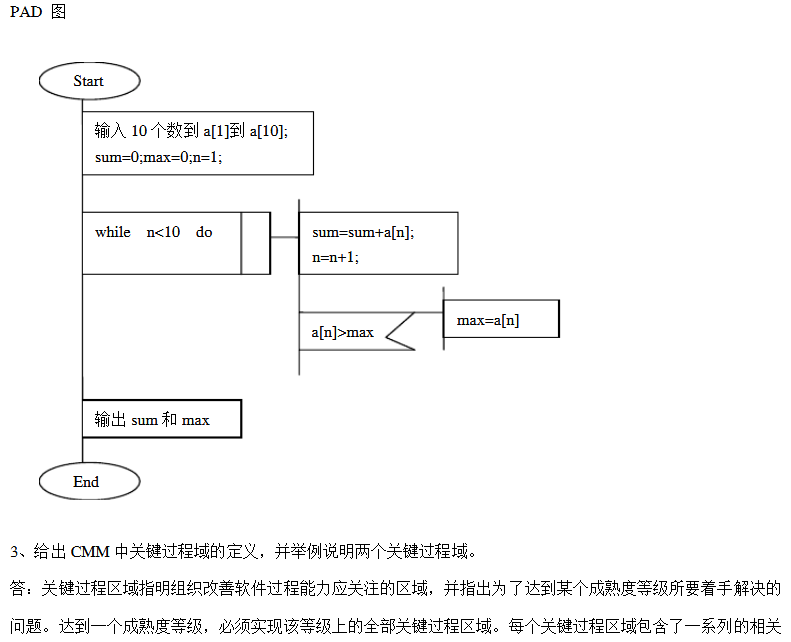 PAD 图
Start
输入 10 个数到 a[1]到 a[10];
sum=0;max=0;n=1;
while n<10 do
sum=sum+a[n];
n=n+1;
a[n]>max
max=a[n]
输出 sum 和 max
End
3、给出 CMM 中关键过程域的定义，并举例说明两个关键过程域。
答：关键过程区域指明组织改善软件过程能力应关注的区域，并指出为了达到某个成熟度等级所要着手解决的
问题。达到一个成熟度等级，必须实现该等级上的全部关键过程区域。每个关键过程区域包含了一系列的相关